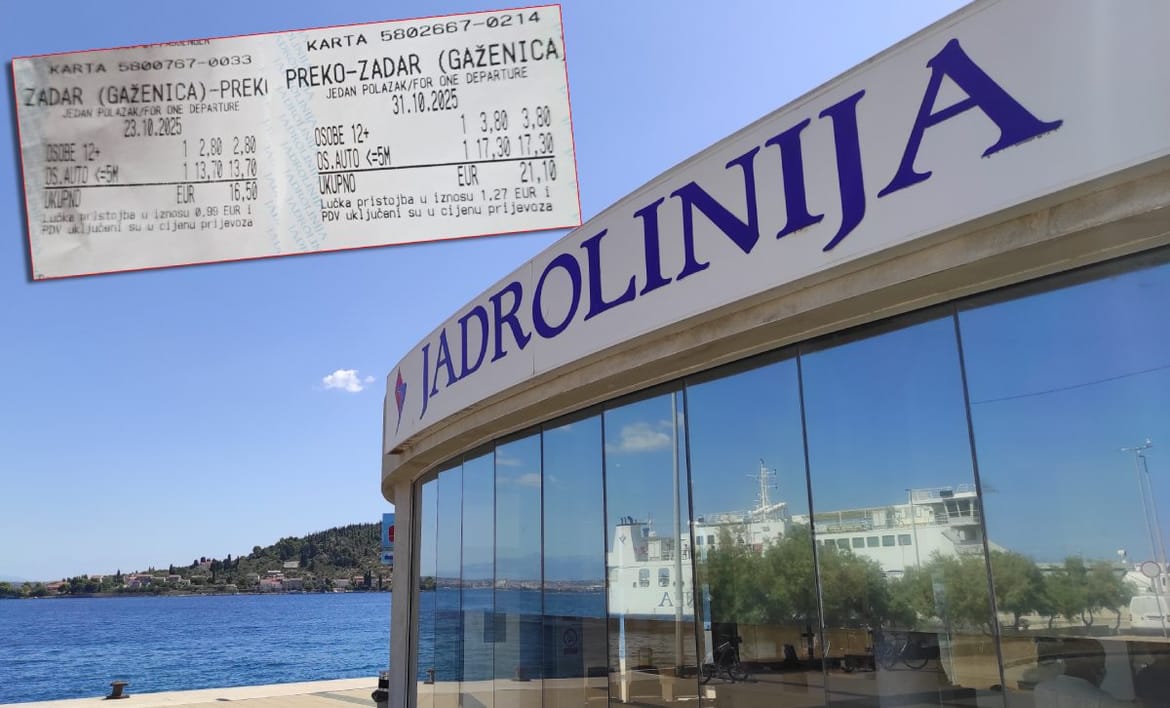 KARTA 5800767-0033
ZADAR (GAŽENICA)-PREKO
JEDAN POLAZAK/FOR ONE DEPARTURE
23.10.2025
OSOBE 12+ 1 2,80 2,80
OS.AUTO <=5M 1 13,70 13,70
UKUPNO EUR 16,50
Lučka pristojba u iznosu 0,99 EUR i
PDV uključeni su u cijenu prijevoza
KARTA 5802667-0214
PREKO-ZADAR (GAŽENICA
JEDAN POLAZAK/FOR ONE DEPARTURE
31.10.2025
OSOBE 12+ 1 3,80 3,80
OS.AUTO <=5M 1 17,30 17,30
UKUPNO EUR 21,10
Lučka pristojba u iznosu 1,27 EUR i
PDV uključeni su u cijenu prijevoza
JADROLINIJA